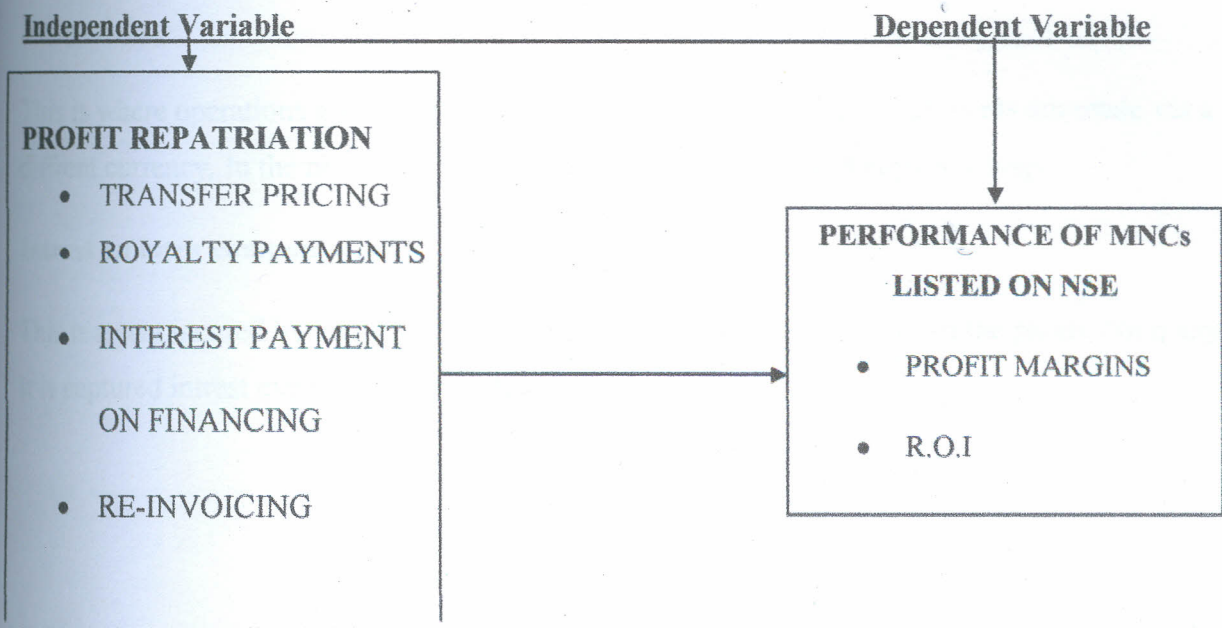 Independent Variable
Dependent Variable
PROFIT REPATRIATION
• TRANSFER PRICING
• ROYALTY PAYMENTS
• INTEREST PAYMENT
ON FINANCING
• RE-INVOICING
PERFORMANCE OF MNCs
LISTED ON NSE
• PROFIT MARGINS
• R.O.I